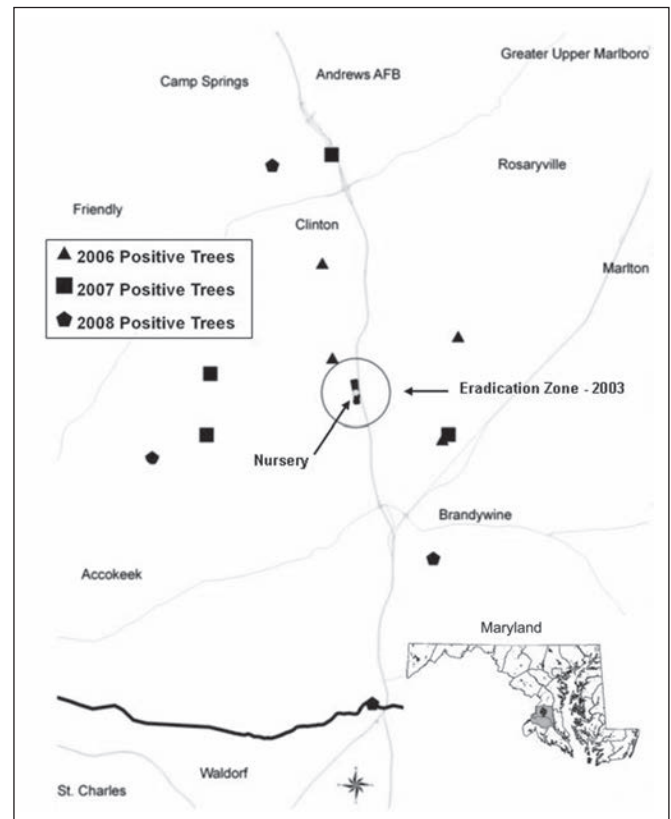 Greater Upper Marlboro
Andrews AFB
Camp Springs
Rosaryville
Friendly
Clinton
2006 Positive Trees
2007 Positive Trees
2008 Positive Trees
Marlton
Eradication Zone - 2003
Nursery
Brandywine
Accokeek
Maryland
Waldorf
St. Charles